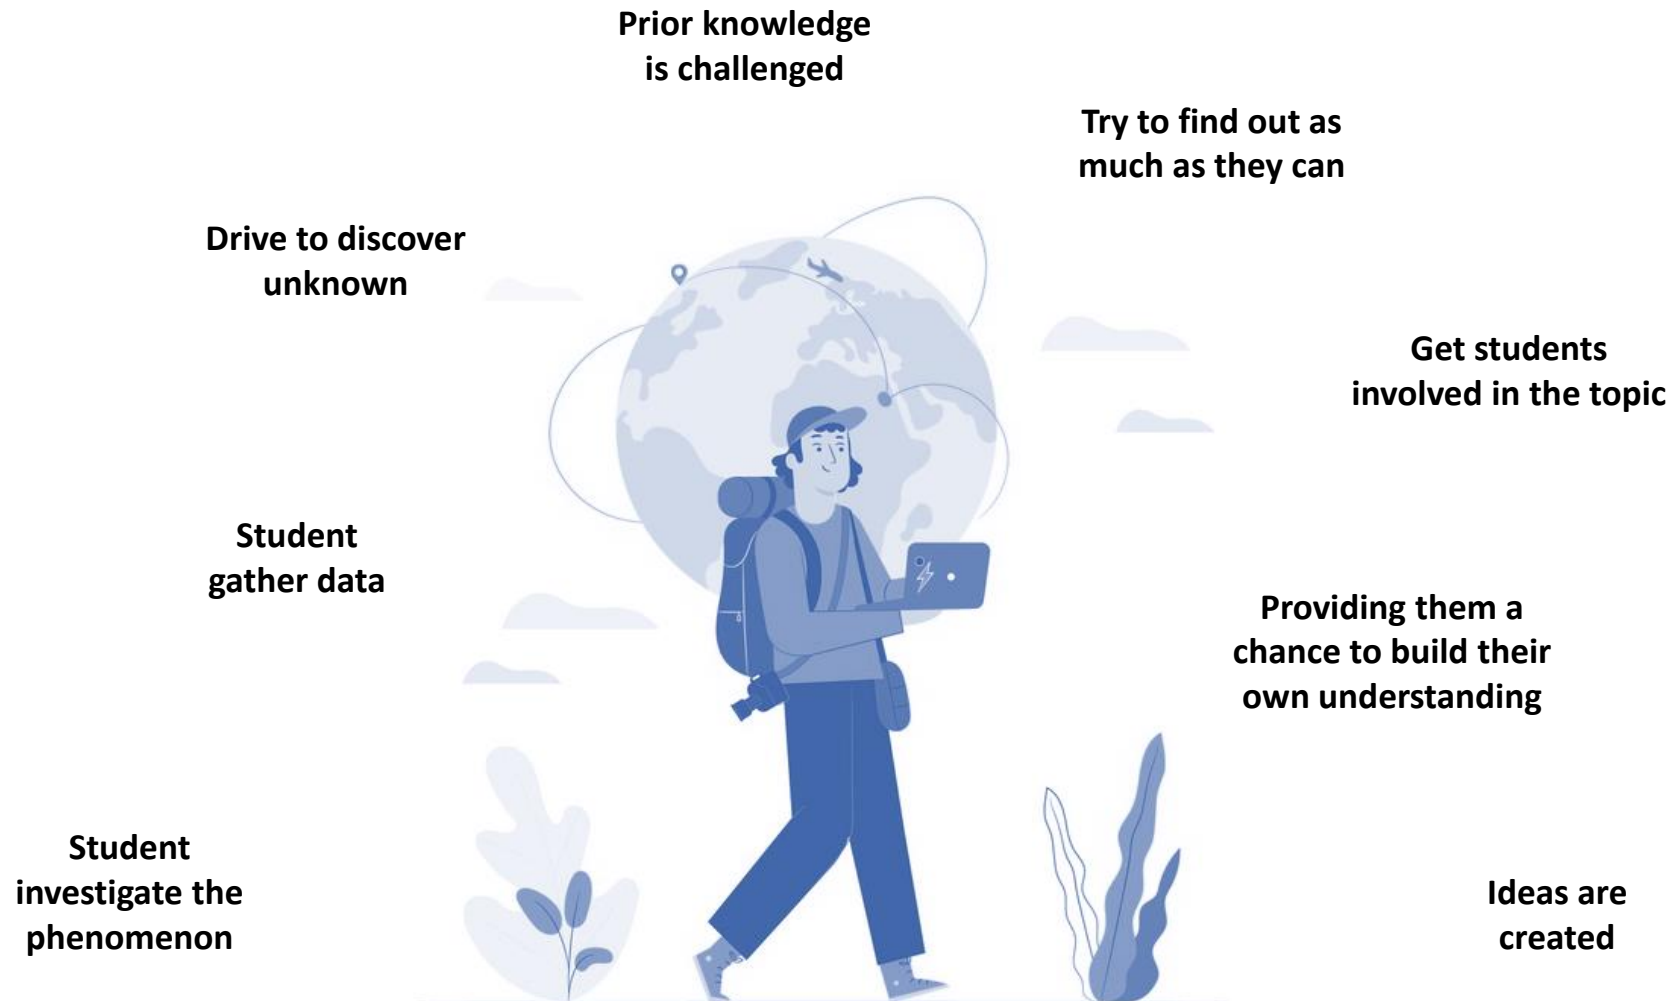 Prior knowledge
is challenged
Try to find out as
much as they can
Drive to discover
unknown
Get students
involved in the topic
Student
gather data
Providing them a
chance to build their
own understanding
Student
investigate the
phenomenon
Ideas are
created